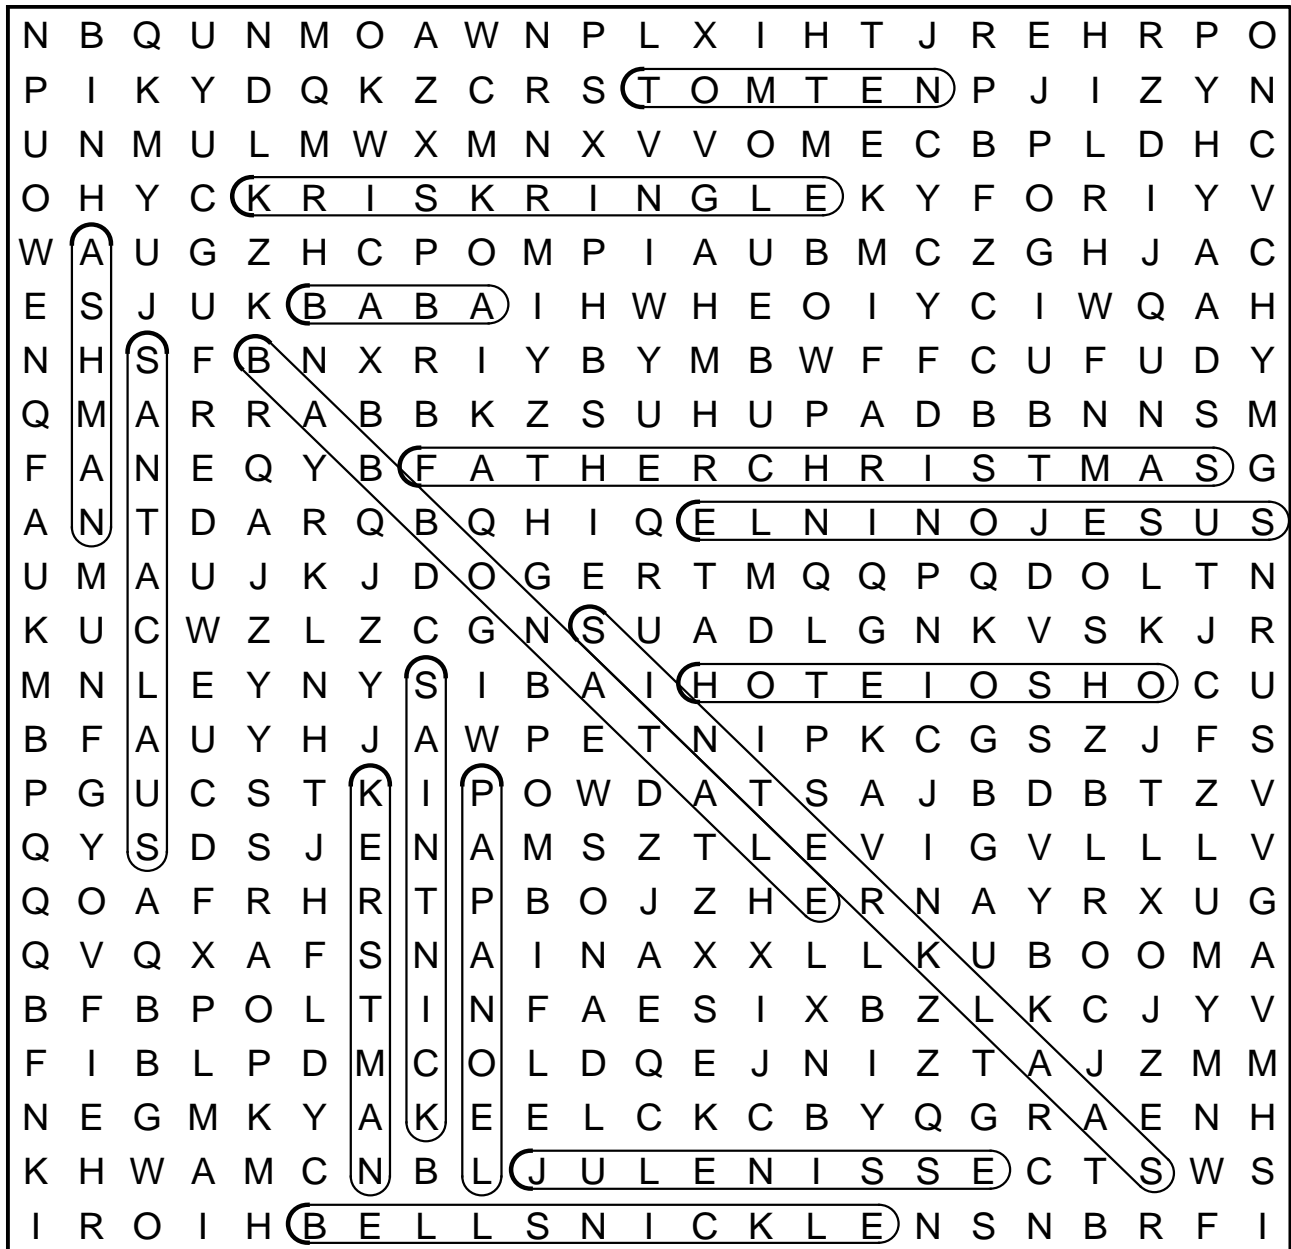 N B Q U N M O A W N P L X I H T J R E H R P O
P I K Y D Q K Z C R S T O M T E N P J I Z Y N
U N M U L M W X M N X V V O M E C B P L D H C
O H Y C K R I S K R I N G L E K Y F O R I Y V
W A U G Z H C P O M P I A U B M C Z G H J A C
E S J U K B A B A I H W H E O I Y C I W Q A H
N H S F B N X R I Y B Y M B W F F C U F U D Y
Q M A R R A B B K Z S U H U P A D B B N N S M
F A N E Q Y B F A T H E R C H R I S T M A S G
A N T D A R Q B Q H I Q E L N I N O J E S U S
U M A U J K J D O G E R T M Q Q P Q D O L T N
K U C W Z L Z C G N S U A D L G N K V S K J R
M N L E Y N Y S I B A I H O T E I O S H O C U
B F A U Y H J A W P E T N I P K C G S Z J F S
P G U C S T K I P O W D A T S A J B D B T Z V
Q Y S D S J E N A M S Z T L E V I G V L L L V
Q O A F R H R T P B O J Z H E R N A Y R X U G
Q V Q X A F S N A I N A X X L L K U B O O M A
B F B P O L T I N F A E S I X B Z L K C J Y V
F I B L P D M C O L D Q E J N I Z T A J Z M M
N E G M K Y A K E E L C K C B Y Q G R A E N H
K H W A M C N B L J U L E N I S S E C T S W S
I R O I H B E L L S N I C K L E N S N B R F I